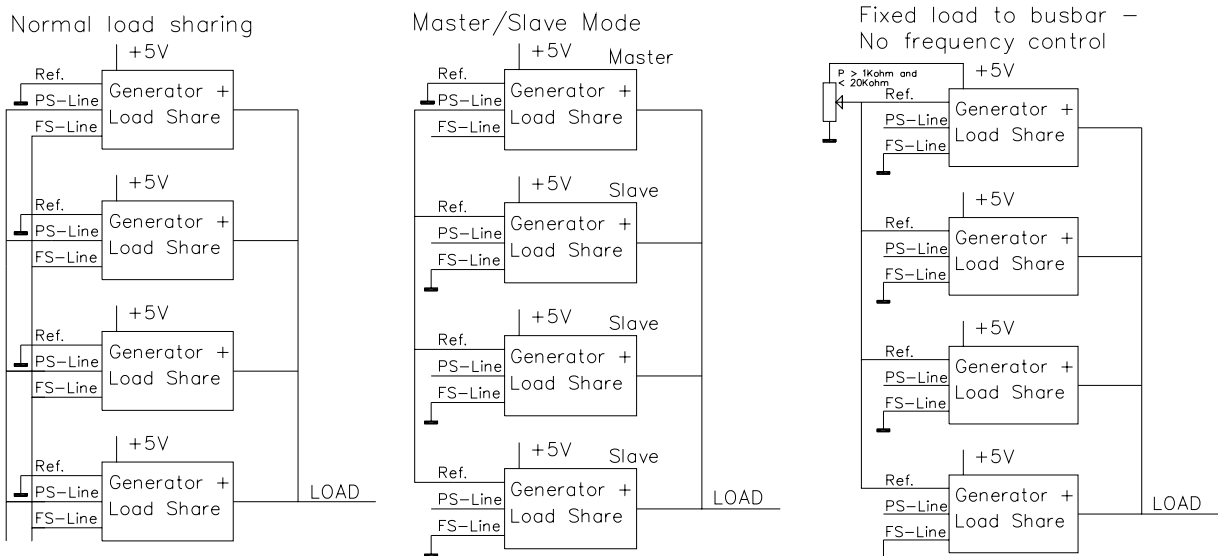 Normal load sharing
+5V
Ref.
PS-Line
FS-Line
Generator +
Load Share
+5V
Ref.
PS-Line
FS-Line
Generator +
Load Share
+5V
Ref.
PS-Line
FS-Line
Generator +
Load Share
+5V
Ref.
PS-Line
FS-Line
Generator +
Load Share
LOAD
Master/Slave Mode
+5V
Master
Ref.
PS-Line
FS-Line
Generator +
Load Share
+5V
Slave
Ref.
PS-Line
FS-Line
Generator +
Load Share
+5V
Slave
Ref.
PS-Line
FS-Line
Generator +
Load Share
+5V
Slave
Ref.
PS-Line
FS-Line
Generator +
Load Share
LOAD
Fixed load to busbar –
No frequency control
P > 1Kohm and
< 20Kohm
+5V
Ref.
PS-Line
FS-Line
Generator +
Load Share
+5V
Ref.
PS-Line
FS-Line
Generator +
Load Share
+5V
Ref.
PS-Line
FS-Line
Generator +
Load Share
+5V
Ref.
PS-Line
FS-Line
Generator +
Load Share
LOAD